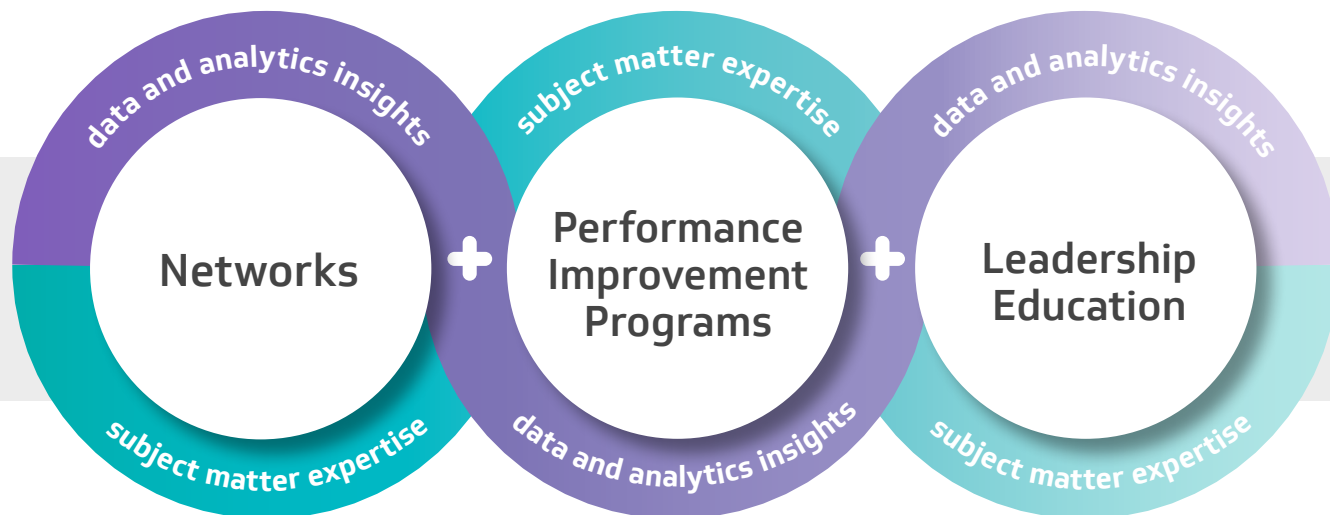 data and analytics insights
Networks
subject matter expertise
subject matter expertise
Performance
Improvement
Programs
data and analytics insights
data and analytics insights
Leadership
Education
subject matter expertise